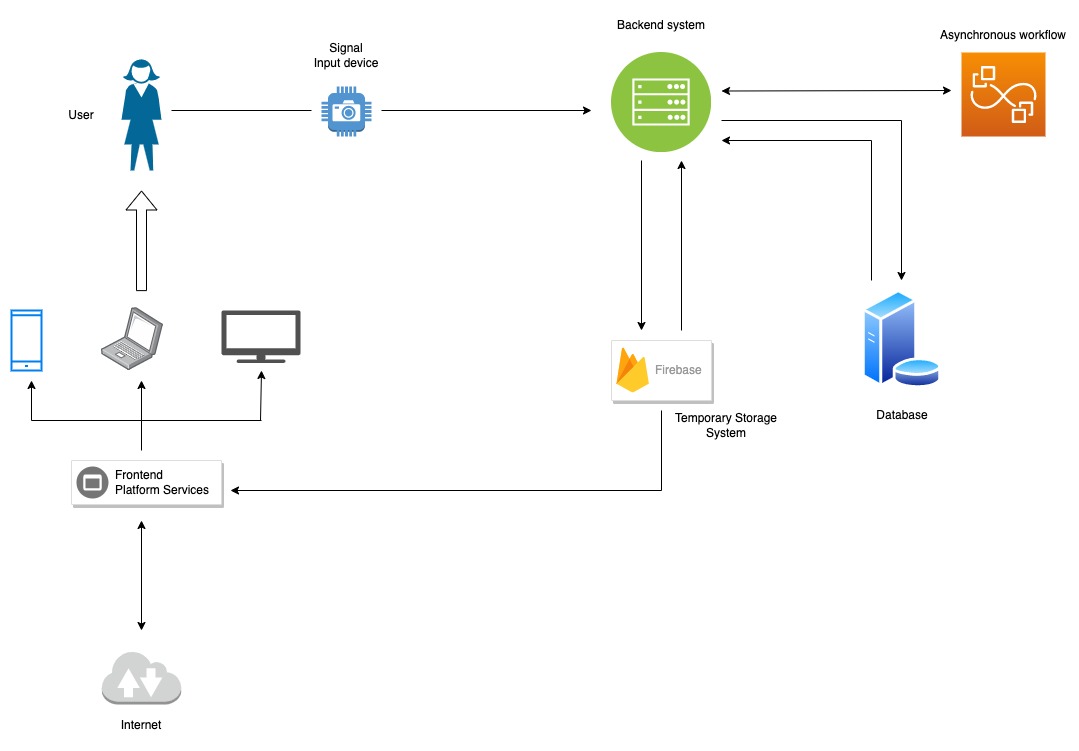 Backend system
Asynchronous workflow
Signal
Input device
User
Firebase
Temporary Storage
System
Database
Frontend
Platform Services
Internet